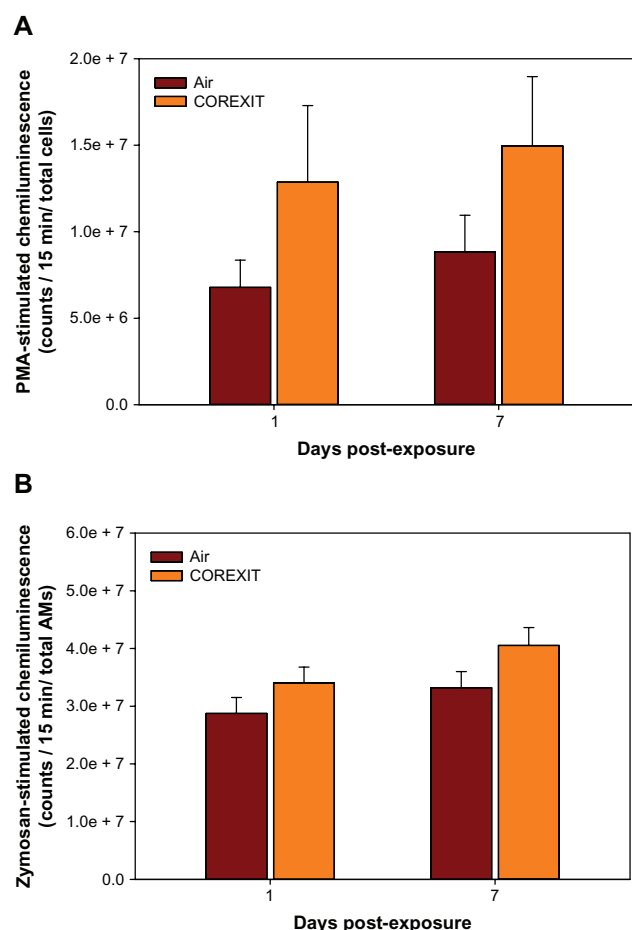 A
PMA-stimulated chemiluminescence
(counts / 15 min/ total cells)
2.0e + 7
1.5e + 7
1.0e + 7
5.0e + 6
0.0
Air
COREXIT
1
7
Days post-exposure
B
Zymosan-stimulated chemiluminescence
(counts / 15 min/ total AMs)
6.0e + 7
5.0e + 7
4.0e + 7
3.0e + 7
2.0e + 7
1.0e + 7
0.0
Air
COREXIT
1
7
Days post-exposure